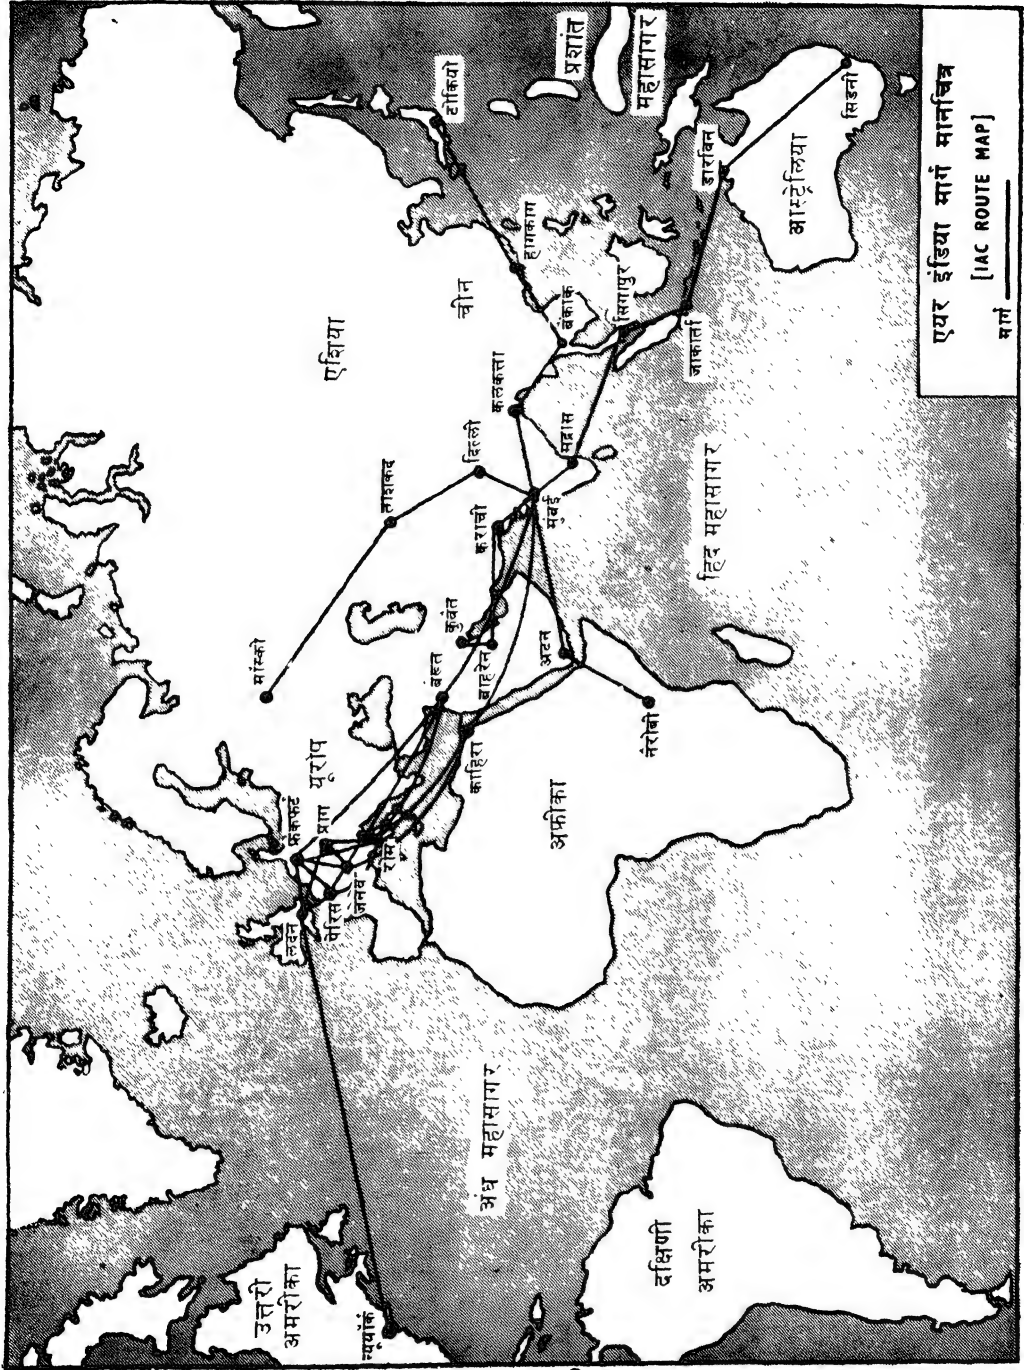 उत्तरी
अमरीका
न्यूयॉर्क
दक्षिणी
अमरीका
अंध महासागर
लंदन
पेरिस
जेनेवा
फ्रैंकफर्ट
प्राग
रोम
यूरोप
मॉस्को
बेरूत
कुवैत
बाहरेन
काहिरा
अदन
नैरोबी
अफ्रीका
ताशकंद
दिल्ली
कराची
मुंबई
कलकत्ता
मद्रास
एशिया
चीन
हांगकांग
टोकियो
बैंकाक
सिंगापुर
जाकार्ता
डारविन
सिडनी
आस्ट्रेलिया
हिंद महासागर
प्रशांत
महासागर
एयर इंडिया मार्ग मानचित्र
[IAC ROUTE MAP]
मार्ग